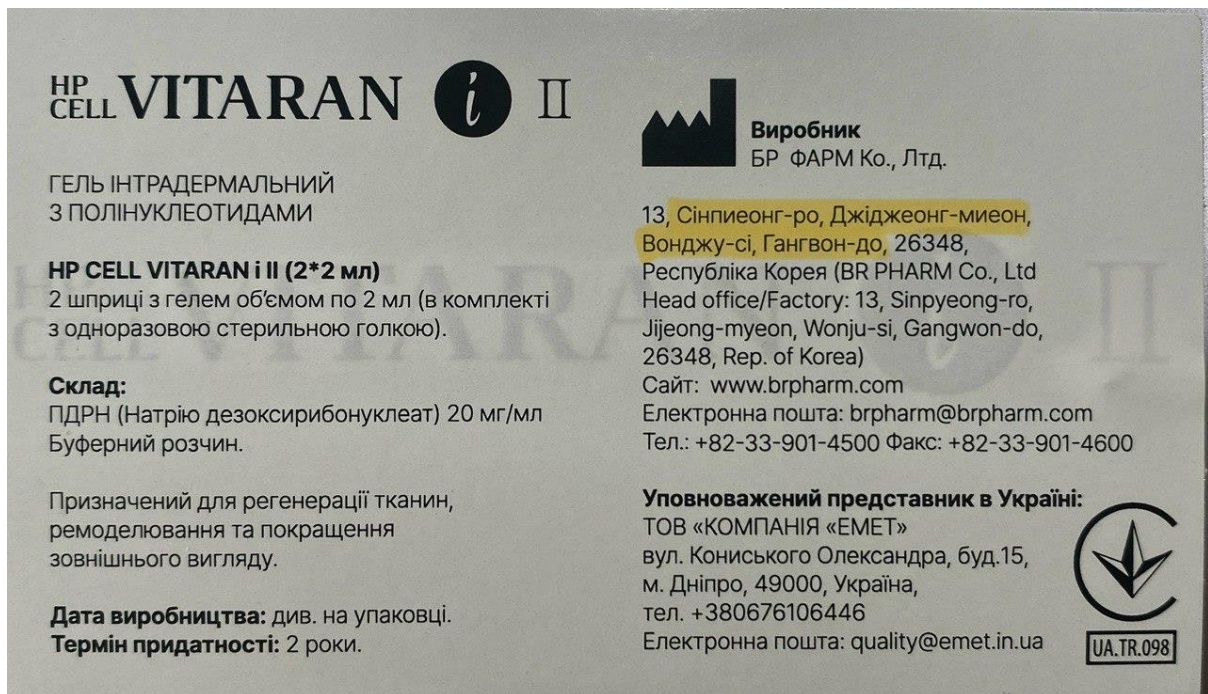 HP CELL VITARAN i II
ГЕЛЬ ІНТРАДЕРМАЛЬНИЙ
З ПОЛІНУКЛЕОТИДАМИ
HP CELL VITARAN i II (2*2 мл)
2 шприці з гелем об’ємом по 2 мл (в комплекті
з одноразовою стерильною голкою).
Склад:
ПДРН (Натрію дезоксирибонуклеат) 20 мг/мл
Буферний розчин.
Призначений для регенерації тканин,
ремоделювання та покращення
зовнішнього вигляду.
Дата виробництва: див. на упаковці.
Термін придатності: 2 роки.
Виробник
БР ФАРМ Ко., Лтд.
13, Сінпиеонг-ро, Джіджеонг-миеон,
Вонджу-сі, Гангвон-до, 26348,
Республіка Корея (BR PHARM Co., Ltd
Head office/Factory: 13, Sinpyeong-ro,
Jijeong-myeon, Wonju-si, Gangwon-do,
26348, Rep. of Korea)
Сайт: www.brpharm.com
Електронна пошта: brpharm@brpharm.com
Тел.: +82-33-901-4500 Факс: +82-33-901-4600
Уповноважений представник в Україні:
ТОВ «КОМПАНІЯ «ЕМЕТ»
вул. Кониського Олександра, буд.15,
м. Дніпро, 49000, Україна,
тел. +380676106446
Електронна пошта: quality@emet.in.ua
UA.TR.098
HP CELL VITARAN i II